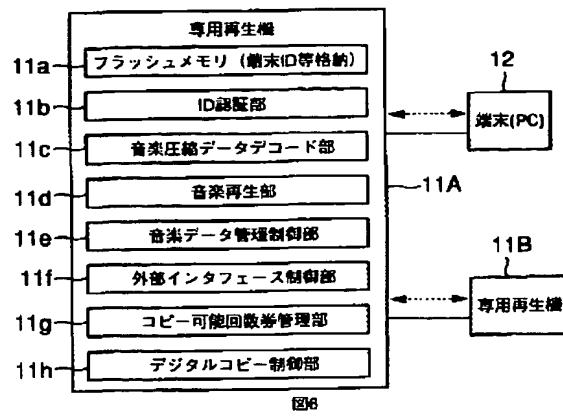 専用再生機
11a フラッシュメモリ（端末ID等格納）
11b ID認証部
11c 音楽圧縮データデコード部
11d 音楽再生部
11e 音楽データ管理制御部
11f 外部インタフェース制御部
11g コピー可能回数券管理部
11h デジタルコピー制御部
11A
12
端末(PC)
11B
専用再生機
図6